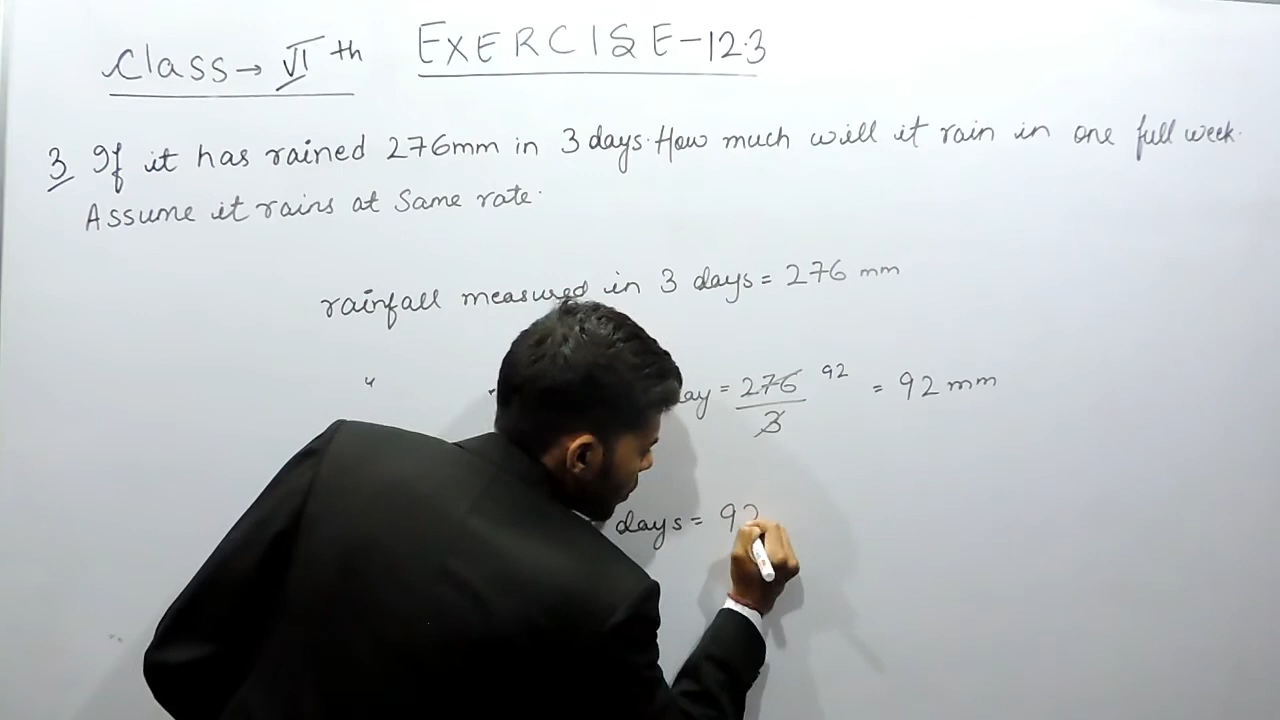 Class → VI th EXERCISE-12.3
3 If it has rained 276mm in 3 days. How much will it rain in one full week.
Assume it rains at same rate.
rainfall measured in 3 days = 276 mm
" " ay = 276/3 92 = 92 mm
days = 92